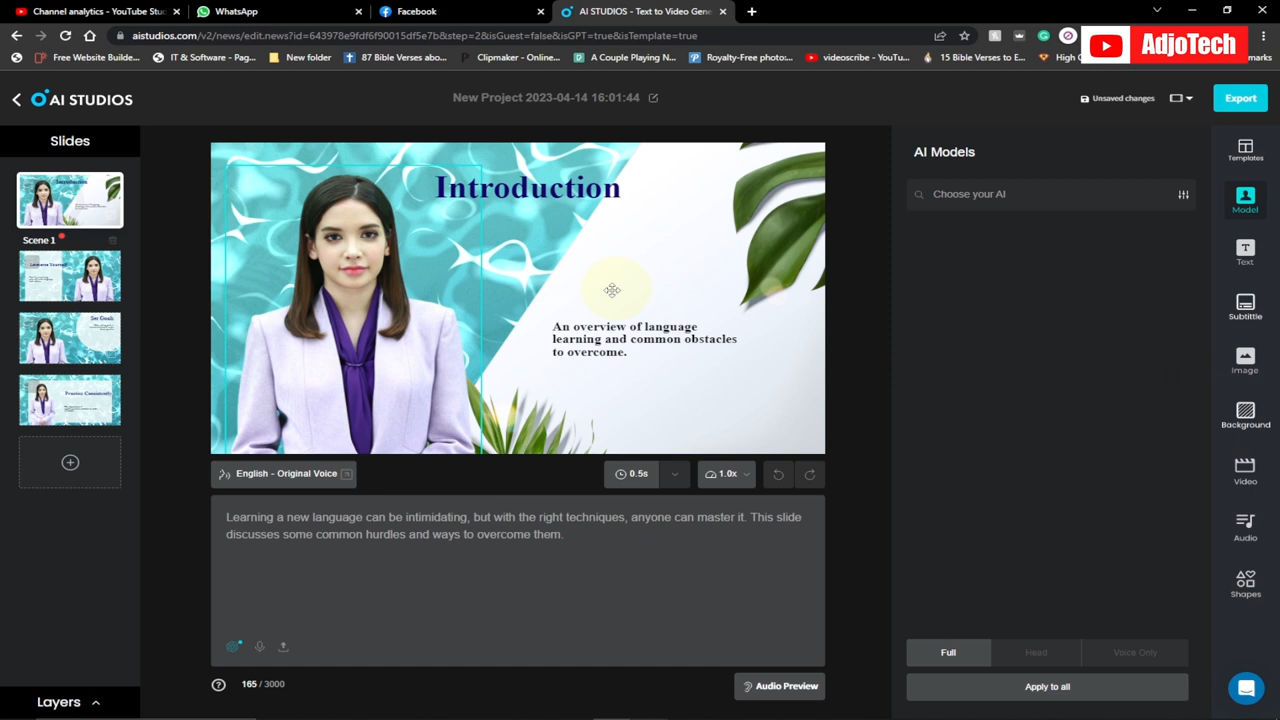 Channel analytics - YouTube Stu
WhatsApp
Facebook
AI STUDIOS - Text to Video Gene
aistudios.com/v2/news/edit.news?id=643978e9fdf6f90015df5e7b&step=2&isGuest=false&isGPT=true&isTemplate=true
Free Website Builde...
IT & Software - Pag...
New folder
87 Bible Verses abo...
Clipmaker - Online...
A Couple Playing N...
Royalty-Free photo:...
videoscribe - YouTu...
15 Bible Verses to E...
High
AdjoTech
AI STUDIOS
New Project 2023-04-14 16:01:44
Unsaved changes
Export
Slides
Scene 1
Set Goals
Practice Consistently
Layers
Introduction
An overview of language
learning and common obstacles
to overcome.
English - Original Voice
0.5s
1.0x
Learning a new language can be intimidating, but with the right techniques, anyone can master it. This slide
discusses some common hurdles and ways to overcome them.
165 / 3000
Audio Preview
AI Models
Choose your AI
Full
Head
Voice Only
Apply to all
Templates
Model
Text
Subtitle
Image
Background
Video
Audio
Shapes